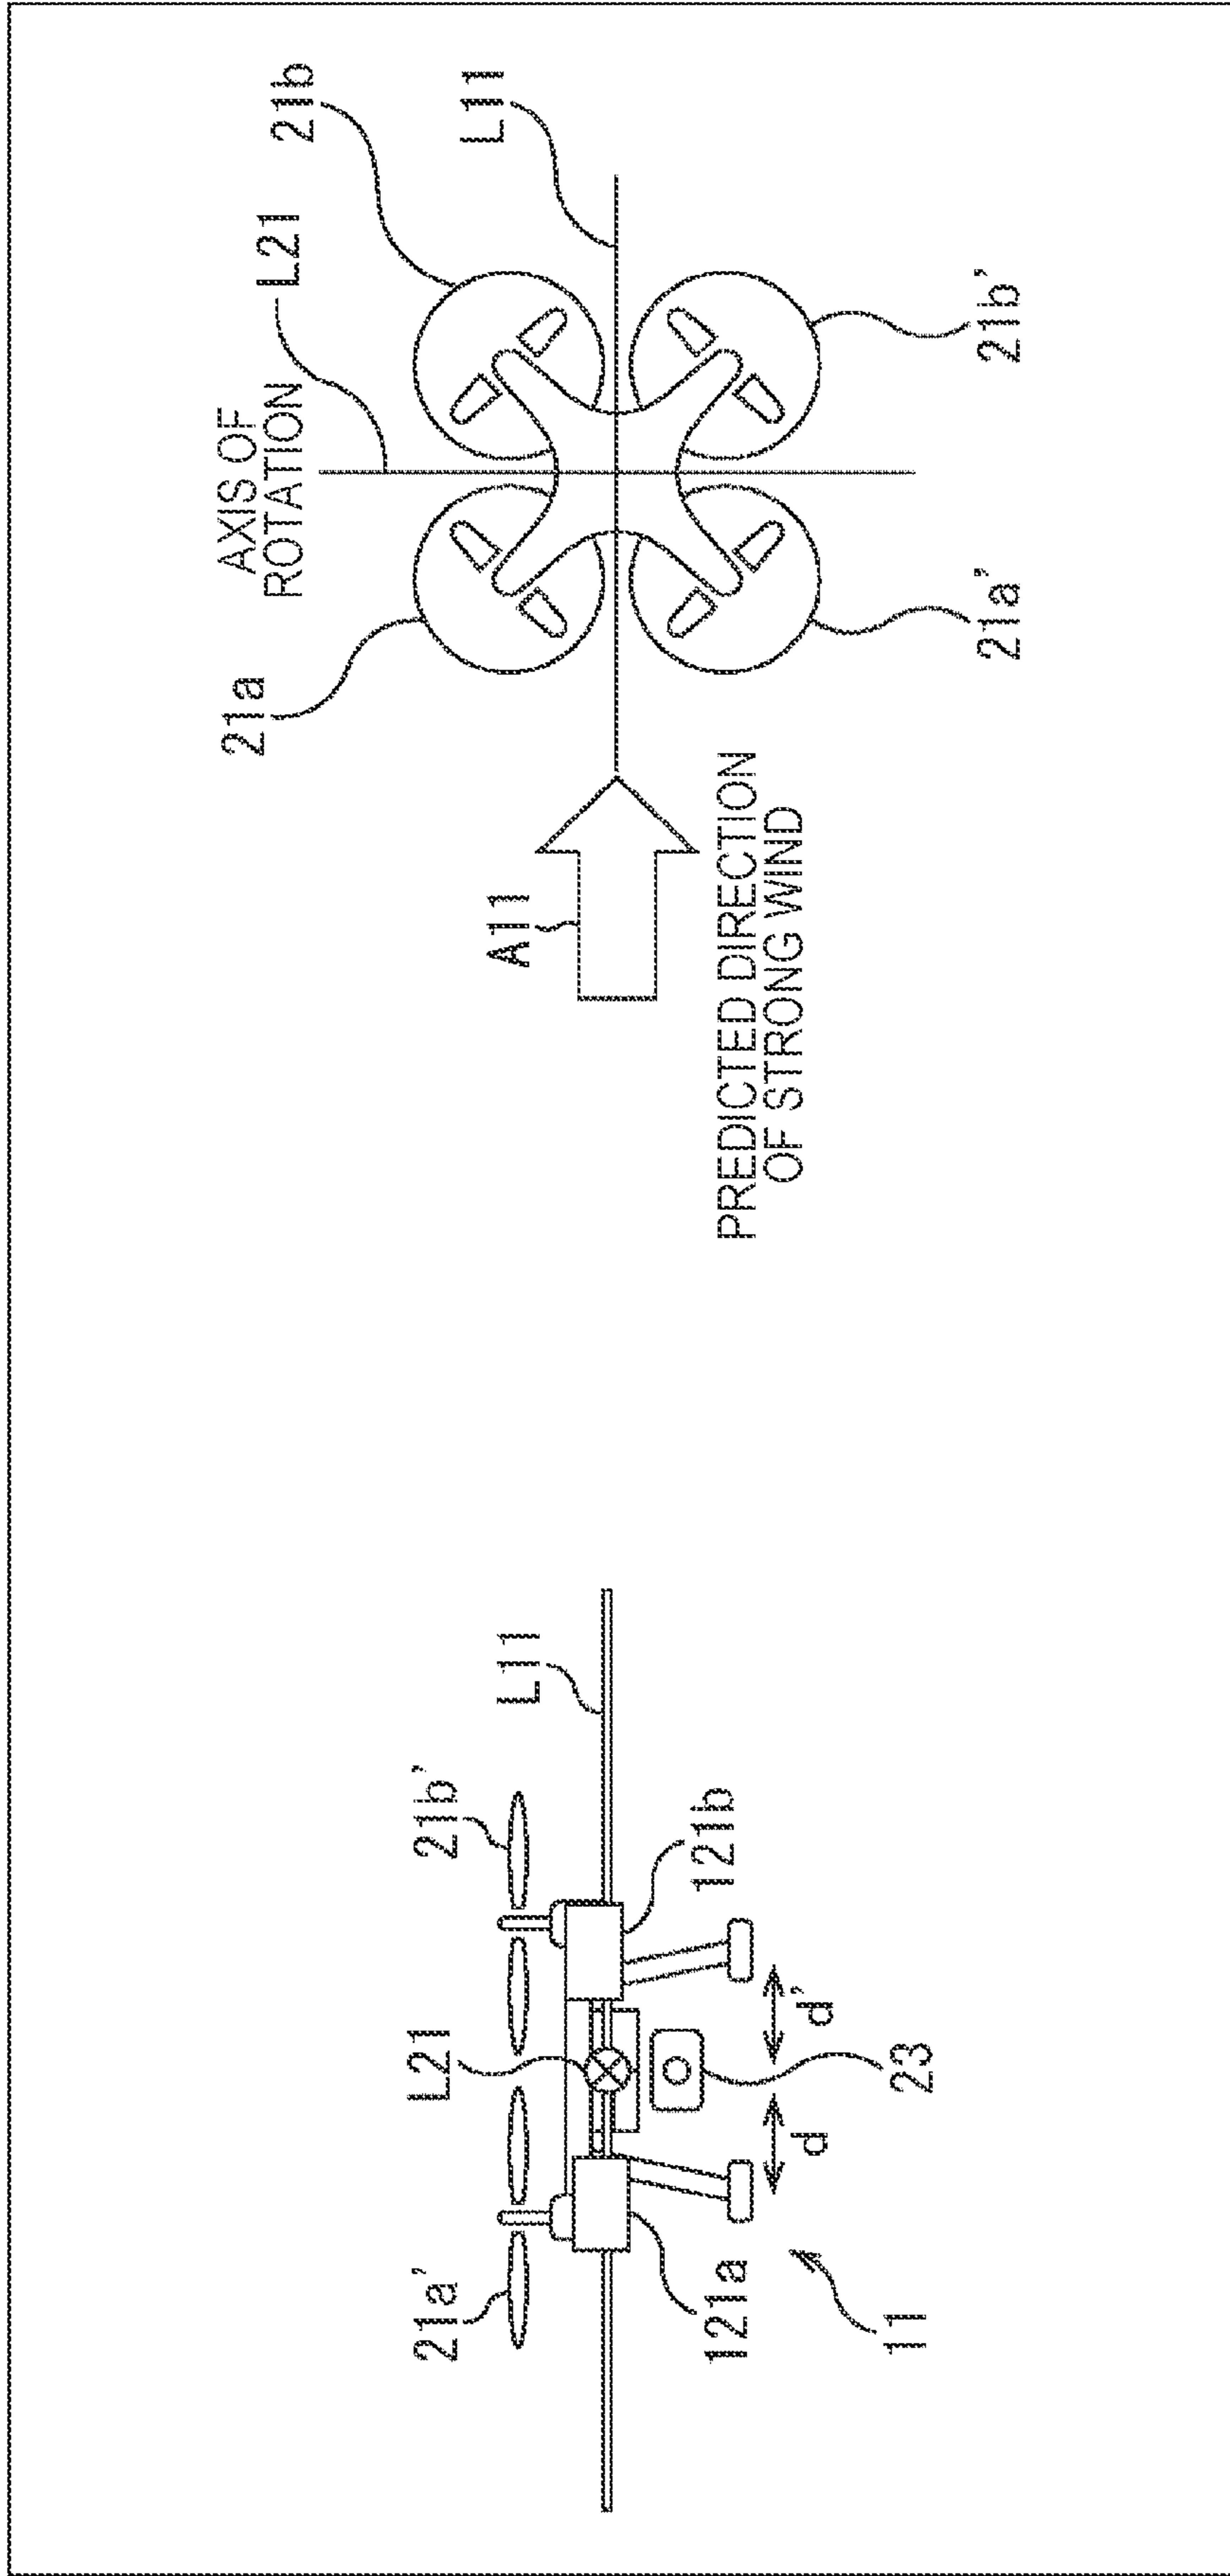 21a'
21b'
L21
L11
121a
121b
d
d'
23
11
AXIS OF
ROTATION
L21
21a
21b
L11
A11
PREDICTED DIRECTION
OF STRONG WIND
21a'
21b'